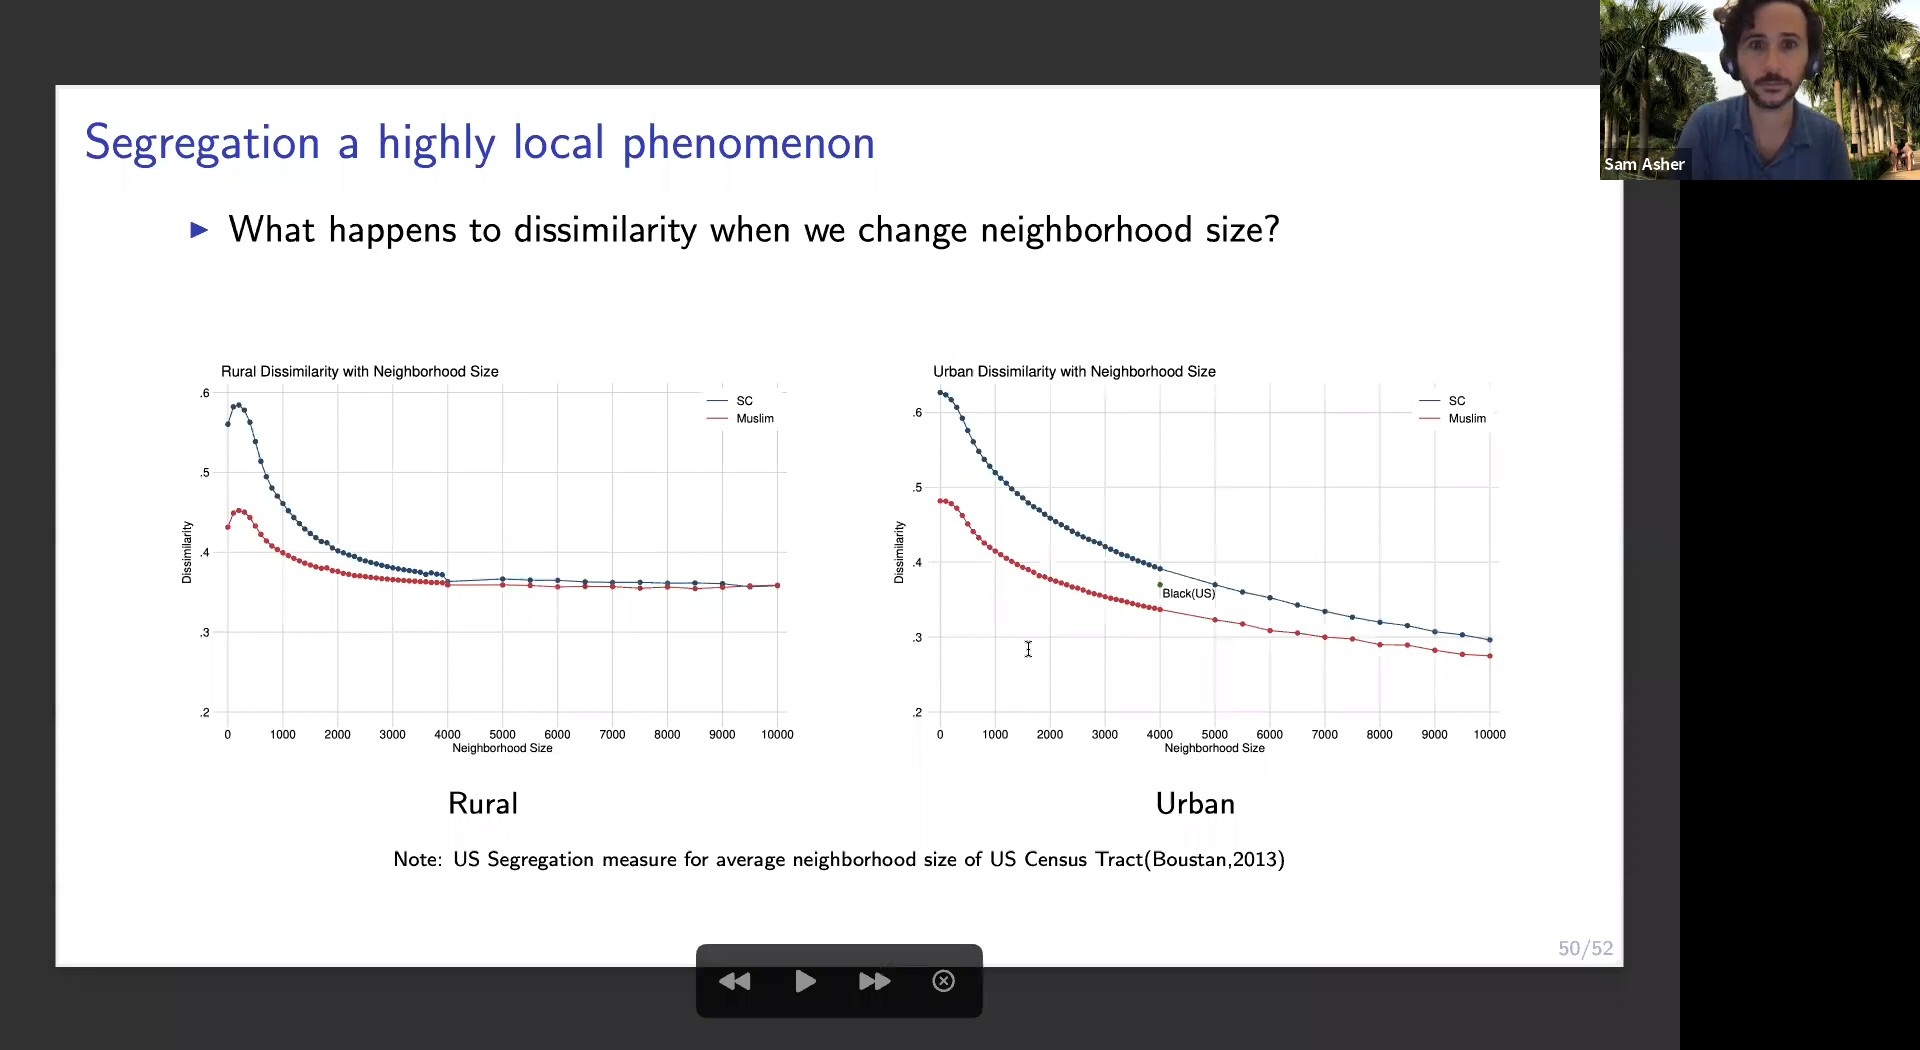 Sam Asher
Segregation a highly local phenomenon
What happens to dissimilarity when we change neighborhood size?
Rural Dissimilarity with Neighborhood Size
.6
.5
.4
.3
.2
Dissimilarity
SC
Muslim
0 1000 2000 3000 4000 5000 6000 7000 8000 9000 10000
Neighborhood Size
Rural
Urban Dissimilarity with Neighborhood Size
.6
.5
.4
.3
.2
Dissimilarity
SC
Muslim
Black(US)
0 1000 2000 3000 4000 5000 6000 7000 8000 9000 10000
Neighborhood Size
Urban
Note: US Segregation measure for average neighborhood size of US Census Tract(Boustan,2013)
50/52